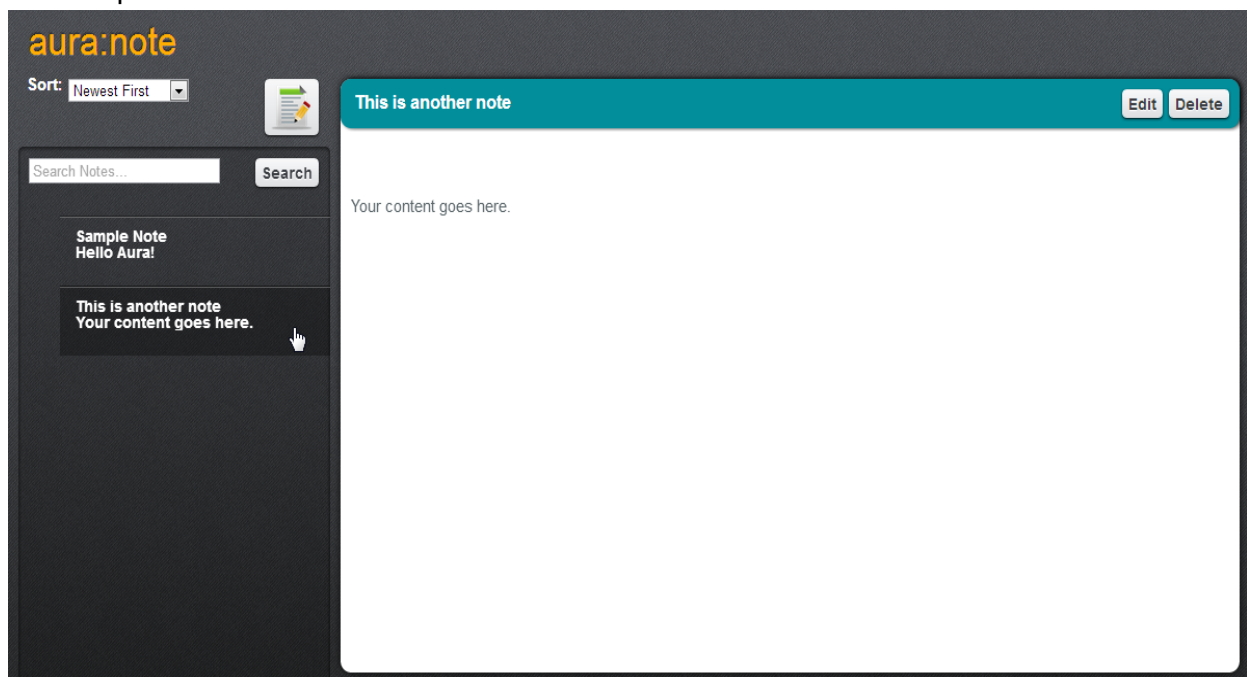 aura:note
Sort: Newest First
This is another note
Edit Delete
Search Notes... Search
Your content goes here.
Sample Note
Hello Aura!
This is another note
Your content goes here.